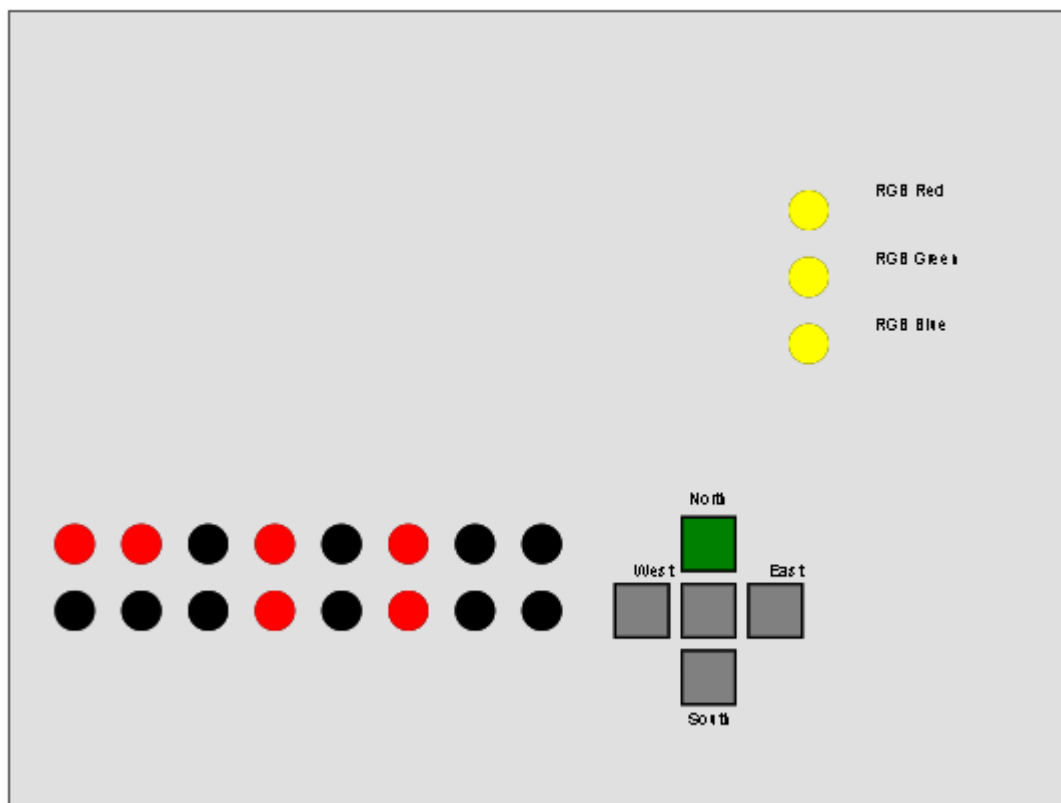 RGB Red
RGB Green
RGB Blue
North
West
East
South